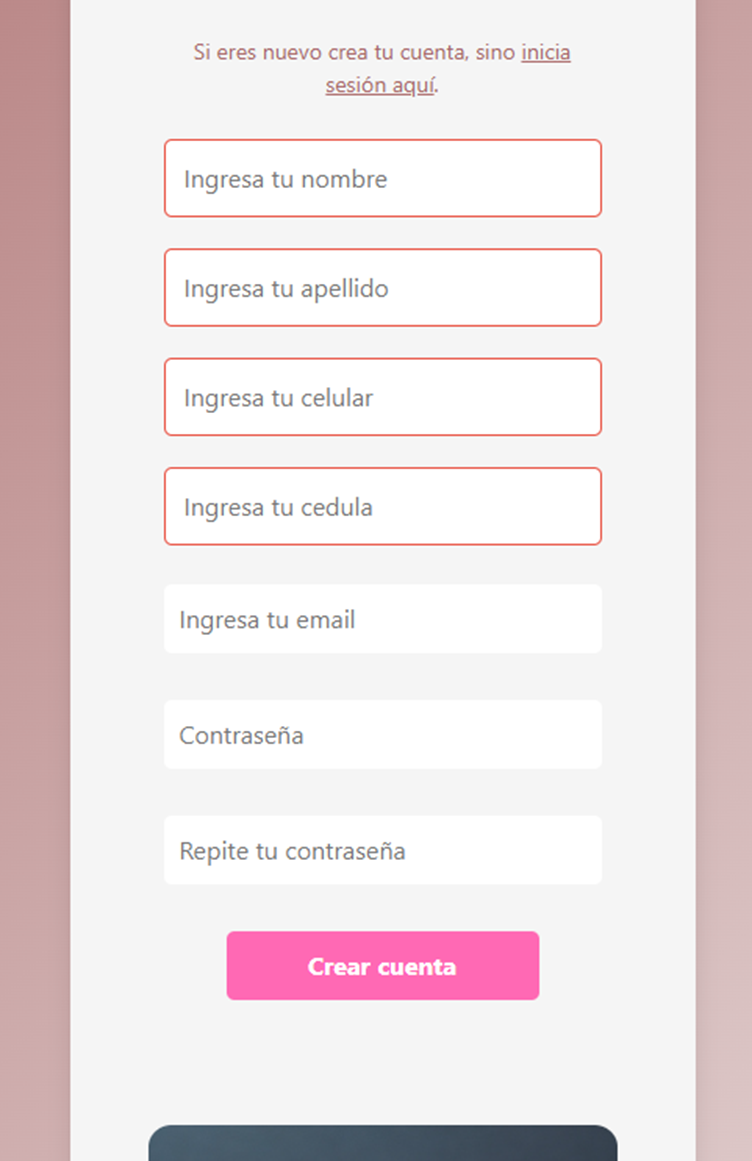 Si eres nuevo crea tu cuenta, sino inicia
sesión aquí.
Ingresa tu nombre
Ingresa tu apellido
Ingresa tu celular
Ingresa tu cedula
Ingresa tu email
Contraseña
Repite tu contraseña
Crear cuenta